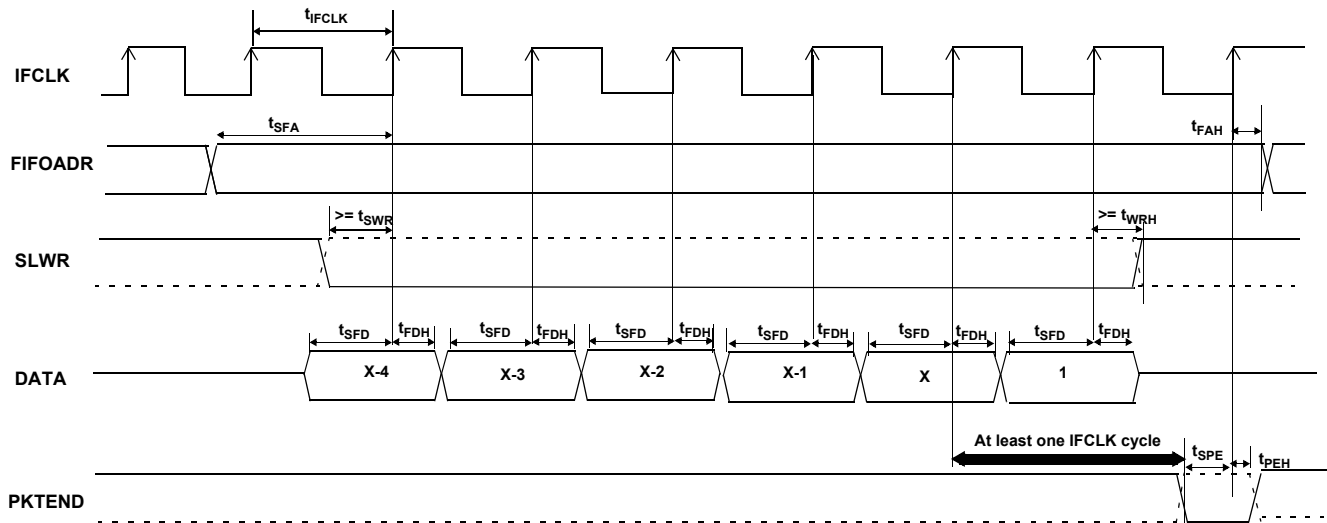 tIFCLK
IFCLK
tSFA
tFAH
FIFOADR
>= tSWR
>= tWRH
SLWR
tSFD tFDH tSFD tFDH tSFD tFDH tSFD tFDH tSFD tFDH tSFD tFDH
DATA X-4 X-3 X-2 X-1 X 1
At least one IFCLK cycle
tSPE tPEH
PKTEND